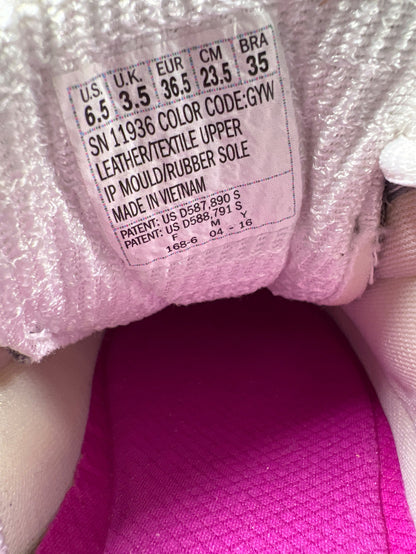 US. U.K. EUR CM BRA
6.5 3.5 36.5 23.5 35
SN 11936 COLOR CODE:GYW
LEATHER/TEXTILE UPPER
IP MOULD/RUBBER SOLE
MADE IN VIETNAM
PATENT: US D587,890 S
PATENT: US D588,791 S
F M Y
168-6 04 - 16